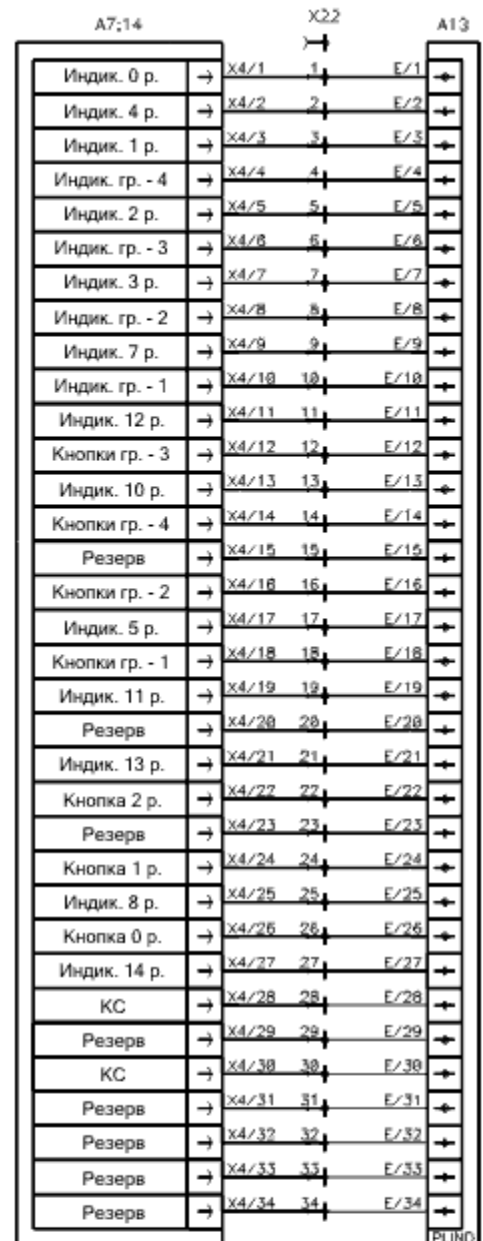 A7;14 X22 A13
Индик. 0 р. X4/1 1 E/1
Индик. 4 р. X4/2 2 E/2
Индик. 1 р. X4/3 3 E/3
Индик. гр. - 4 X4/4 4 E/4
Индик. 2 р. X4/5 5 E/5
Индик. гр. - 3 X4/6 6 E/6
Индик. 3 р. X4/7 7 E/7
Индик. гр. - 2 X4/8 8 E/8
Индик. 7 р. X4/9 9 E/9
Индик. гр. - 1 X4/10 10 E/10
Индик. 12 р. X4/11 11 E/11
Кнопки гр. - 3 X4/12 12 E/12
Индик. 10 р. X4/13 13 E/13
Кнопки гр. - 4 X4/14 14 E/14
Резерв X4/15 15 E/15
Кнопки гр. - 2 X4/16 16 E/16
Индик. 5 р. X4/17 17 E/17
Кнопки гр. - 1 X4/18 18 E/18
Индик. 11 р. X4/19 19 E/19
Резерв X4/20 20 E/20
Индик. 13 р. X4/21 21 E/21
Кнопка 2 р. X4/22 22 E/22
Резерв X4/23 23 E/23
Кнопка 1 р. X4/24 24 E/24
Индик. 8 р. X4/25 25 E/25
Кнопка 0 р. X4/26 26 E/26
Индик. 14 р. X4/27 27 E/27
КС X4/28 28 E/28
Резерв X4/29 29 E/29
КС X4/30 30 E/30
Резерв X4/31 31 E/31
Резерв X4/32 32 E/32
Резерв X4/33 33 E/33
Резерв X4/34 34 E/34
PLIND